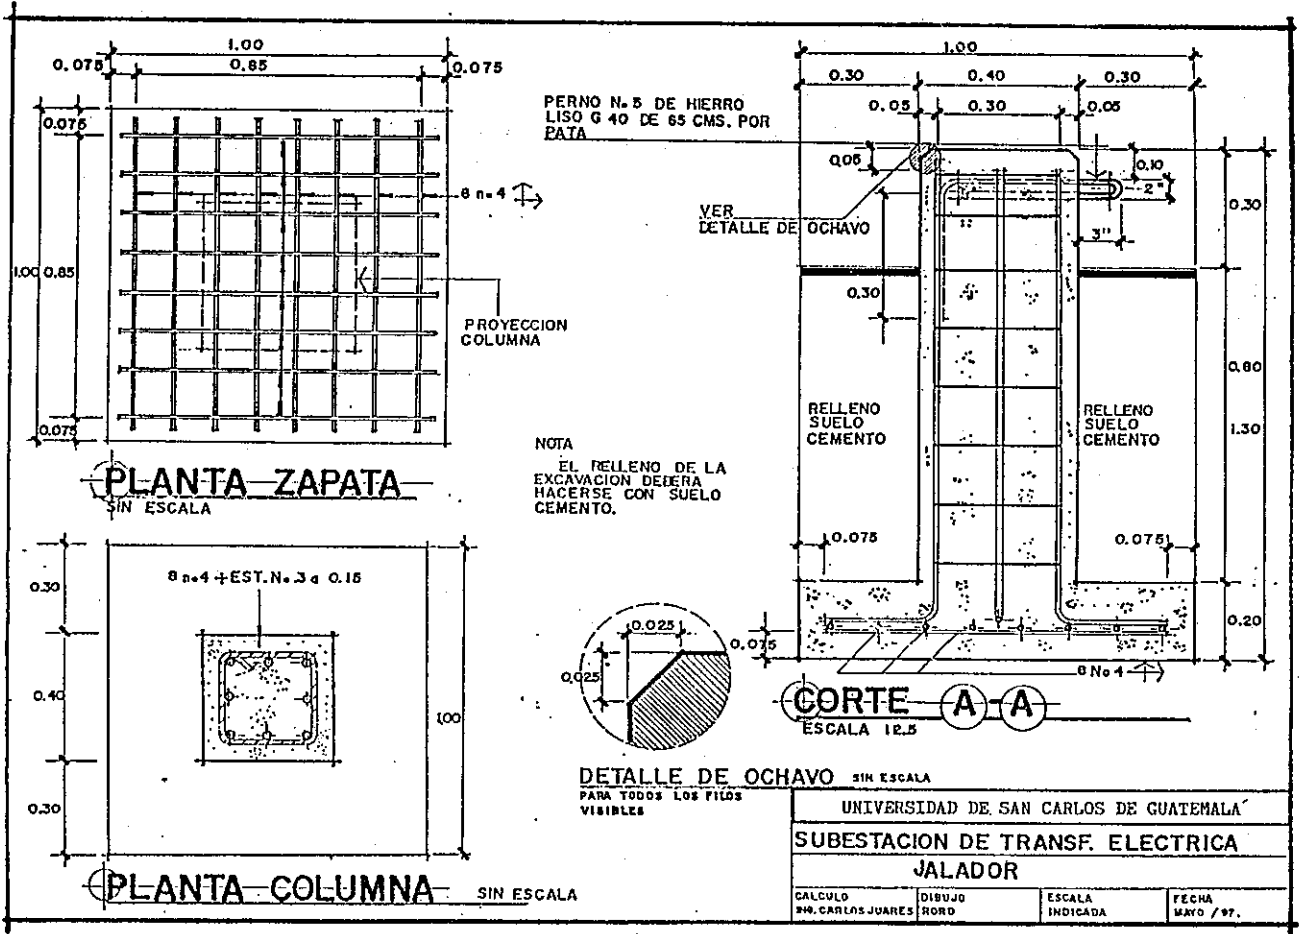 1.00
0.075
0.85
0.075
0.075
1.00
0.85
0.075
8 n.4
PROYECCION
COLUMNA
PLANTA ZAPATA
SIN ESCALA
PERNO N.5 DE HIERRO
LISO G 40 DE 65 CMS. POR
PATA
VER
DETALLE DE OCHAVO
NOTA
EL RELLENO DE LA
EXCAVACION DEBERA
HACERSE CON SUELO
CEMENTO.
1.00
0.30
0.40
0.30
0.05
0.30
0.05
0.05
0.10
2"
3"
0.30
0.30
0.80
1.30
RELLENO
SUELO
CEMENTO
RELLENO
SUELO
CEMENTO
0.075
0.075
0.20
0.075
8 No 4
CORTE A-A
ESCALA 12.5
0.30
8 n.4 + EST. N.3 a 0.15
0.40
1.00
0.30
PLANTA COLUMNA
SIN ESCALA
0.025
0.025
DETALLE DE OCHAVO SIN ESCALA
PARA TODOS LOS FILOS
VISIBLES
UNIVERSIDAD DE SAN CARLOS DE GUATEMALA
SUBESTACION DE TRANSF. ELECTRICA
JALADOR
CALCULO
CARLOS JUARES
DIBUJO
RORD
ESCALA
INDICADA
FECHA
MAYO / 97.